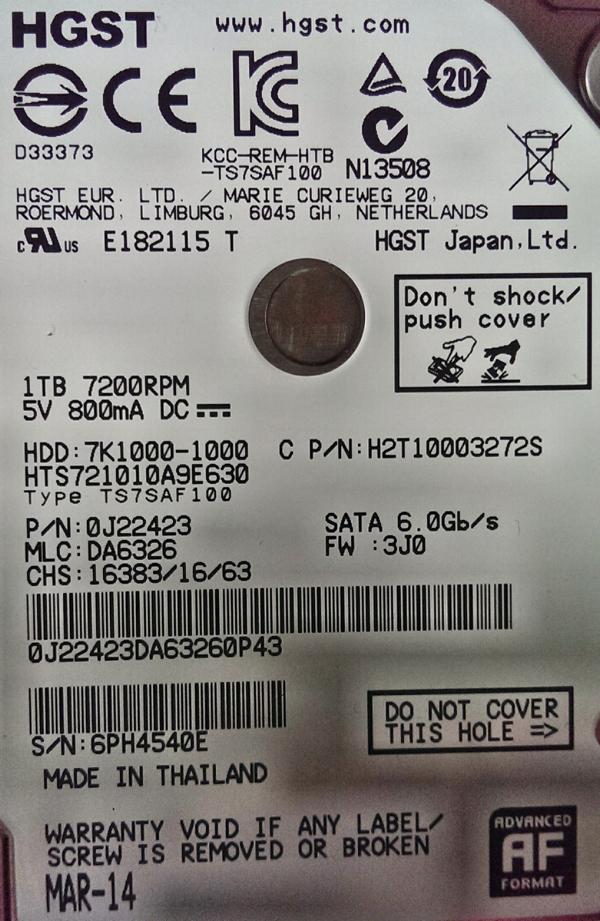 HGST www.hgst.com
20
D33373 KCC-REM-HTB
-TS7SAF100 N13508
HGST EUR. LTD. / MARIE CURIEWEG 20,
ROERMOND, LIMBURG, 6045 GH, NETHERLANDS
c RU US E182115 T HGST Japan,Ltd.
Don't shock/
push cover
1TB 7200RPM
5V 800mA DC
HDD:7K1000-1000 C P/N:H2T10003272S
HTS721010A9E630
Type TS7SAF100
P/N:0J22423 SATA 6.0Gb/s
MLC:DA6326 FW :3J0
CHS:16383/16/63
0J22423DA63260P43
DO NOT COVER
THIS HOLE =>
S/N:6PH4540E
MADE IN THAILAND
WARRANTY VOID IF ANY LABEL/
SCREW IS REMOVED OR BROKEN
MAR-14
ADVANCED
AF
FORMAT